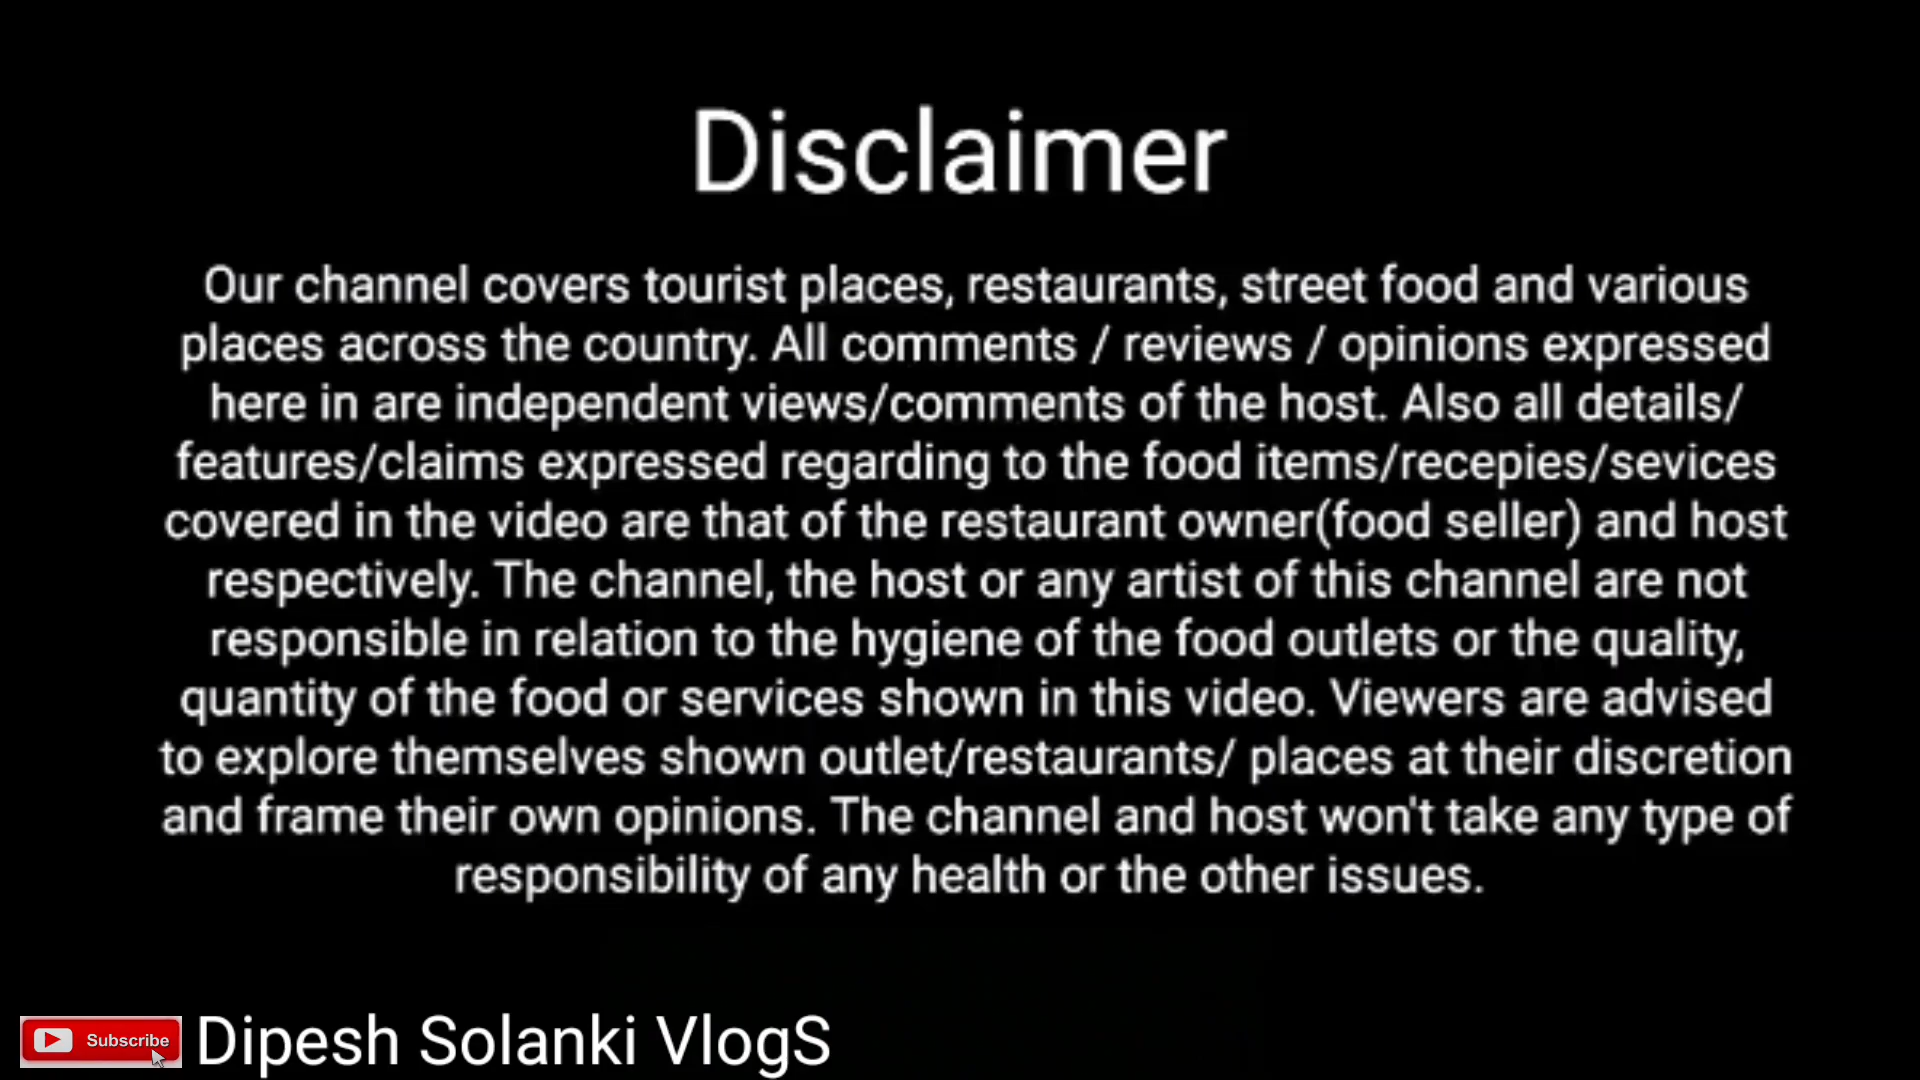 Disclaimer
Our channel covers tourist places, restaurants, street food and various
places across the country. All comments / reviews / opinions expressed
here in are independent views/comments of the host. Also all details/
features/claims expressed regarding to the food items/recepies/sevices
covered in the video are that of the restaurant owner(food seller) and host
respectively. The channel, the host or any artist of this channel are not
responsible in relation to the hygiene of the food outlets or the quality,
quantity of the food or services shown in this video. Viewers are advised
to explore themselves shown outlet/restaurants/ places at their discretion
and frame their own opinions. The channel and host won't take any type of
responsibility of any health or the other issues.
Subscribe Dipesh Solanki VlogS